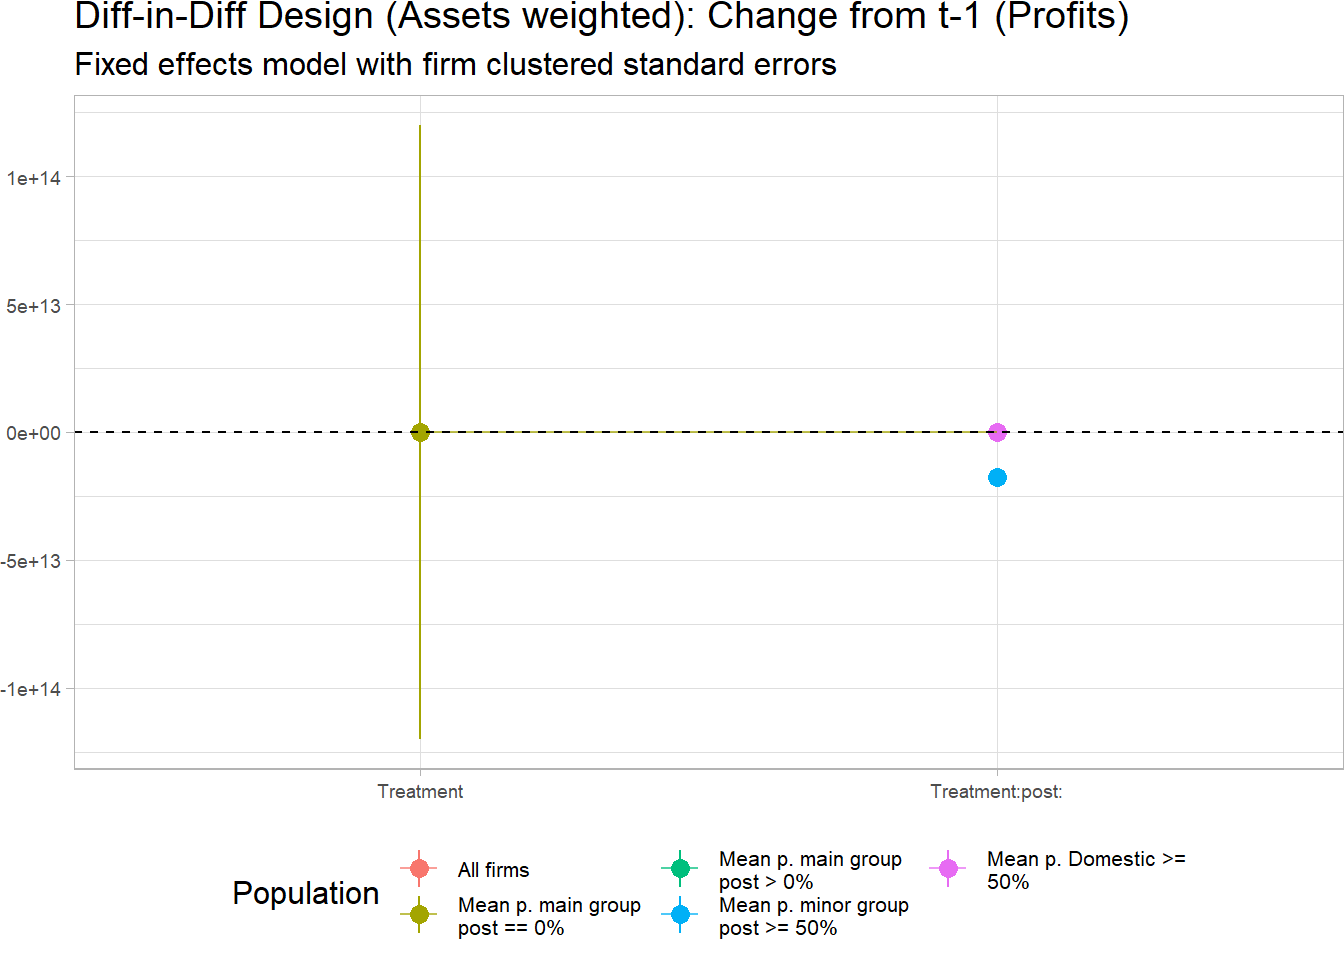 Diff-in-Diff Design (Assets weighted): Change from t-1 (Profits)
Fixed effects model with firm clustered standard errors
1e+14
5e+13
0e+00
-5e+13
-1e+14
Treatment
Treatment:post:
Population
All firms
Mean p. main group
post == 0%
Mean p. main group
post > 0%
Mean p. minor group
post >= 50%
Mean p. Domestic >=
50%